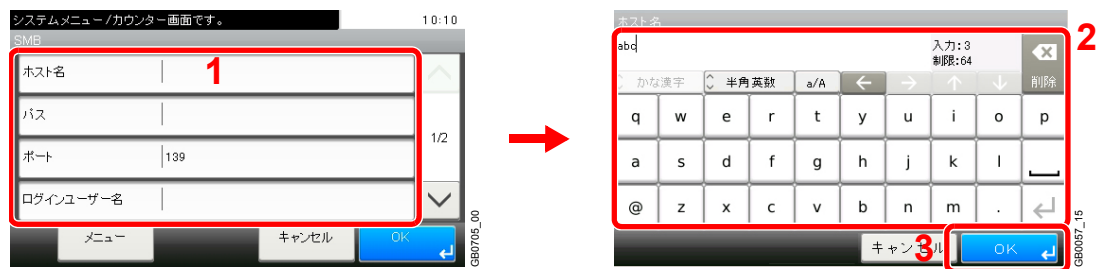 システムメニュー/カウンター画面です。 10:10
SMB
ホスト名
1
パス
ポート 139
ログインユーザー名
1/2
メニュー キャンセル OK
GB0705_00
ホスト名
abc
入力:3
制限:64
2
かな漢字 半角英数 a/A ← → ↑ ↓ 削除
q w e r t y u i o p
a s d f g h j k l
@ z x c v b n m .
キャンセル 3 OK
GB0057_15